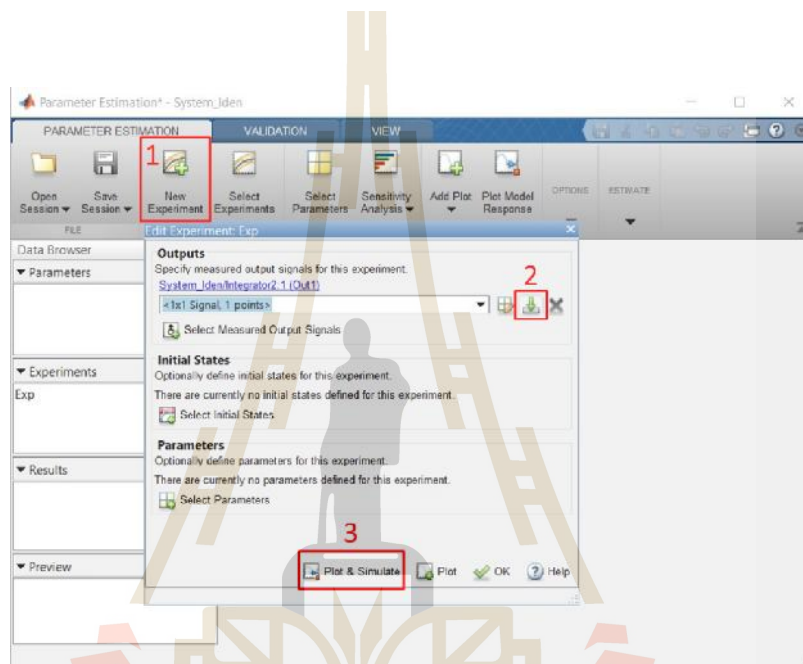 Parameter Estimation* - System_Iden
PARAMETER ESTIMATION VALIDATION VIEW
1
Open Session Save Session New Experiment Select Experiments Select Parameters Sensitivity Analysis Add Plot Plot Model Response OPTIONS ESTIMATE
FILE
Edit Experiment: Exp
Data Browser
Parameters
Experiments
Exp
Results
Preview
Outputs
Specify measured output signals for this experiment.
System_Iden/Integrator2:1 (Out1)
2
<1x1 Signal, 1 points>
Select Measured Output Signals
Initial States
Optionally define initial states for this experiment.
There are currently no initial states defined for this experiment.
Select Initial States
Parameters
Optionally define parameters for this experiment.
There are currently no parameters defined for this experiment.
Select Parameters
3
Plot & Simulate Plot OK Help